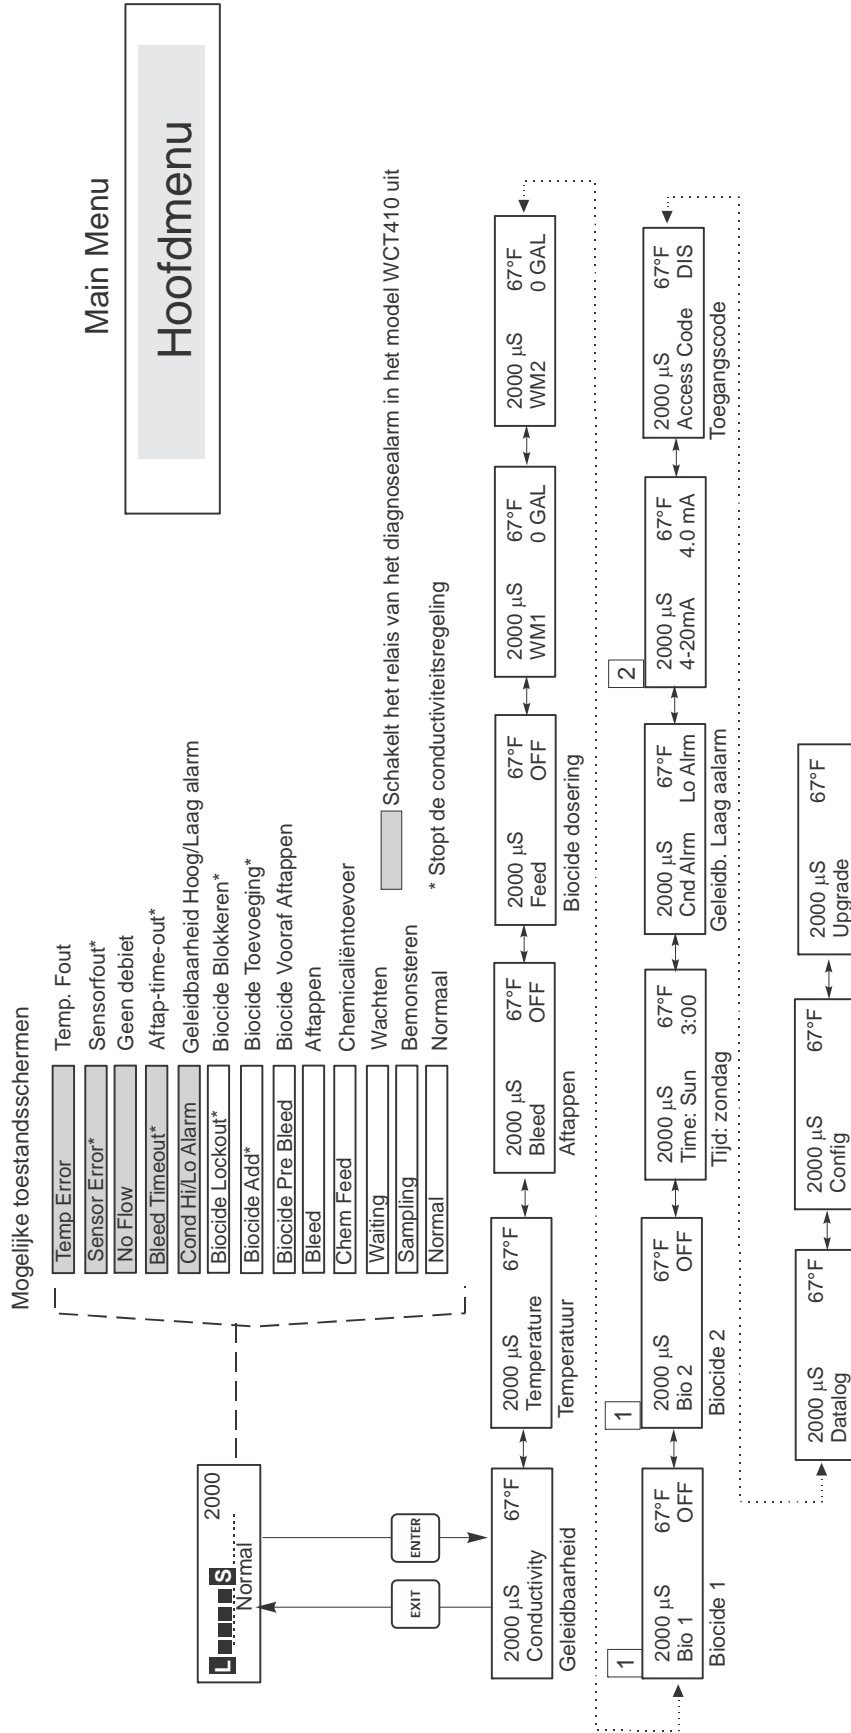 Main Menu
Hoofdmenu
Mogelijke toestandsschermen
Temp Error Temp. Fout
Sensor Error* Sensorfout*
No Flow Geen debiet
Bleed Timeout* Aftap-time-out*
Cond Hi/Lo Alarm Geleidbaarheid Hoog/Laag alarm
Biocide Lockout* Biocide Blokkeren*
Biocide Add* Biocide Toevoeging*
Biocide Pre Bleed Biocide Vooraf Aftappen
Bleed Aftappen
Chem Feed Chemicaliëntoevoer
Waiting Wachten
Sampling Bemonsteren
Normal Normaal
Schakelt het relais van het diagnosealarm in het model WCT410 uit
* Stopt de conductiviteitsregeling
L S 2000
Normal
EXIT
ENTER
2000 µS 67°F
Conductivity
Geleidbaarheid
2000 µS 67°F
Temperature
Temperatuur
2000 µS 67°F
Bleed OFF
Aftappen
2000 µS 67°F
Feed OFF
Biocide dosering
2000 µS 67°F
WM1 0 GAL
2000 µS 67°F
WM2 0 GAL
1
2000 µS 67°F
Bio 1 OFF
Biocide 1
1
2000 µS 67°F
Bio 2 OFF
Biocide 2
2000 µS 67°F
Time: Sun 3:00
Tijd: zondag
2000 µS 67°F
Cnd Alrm Lo Alrm
Geleidb. Laag aalarm
2
2000 µS 67°F
4-20mA 4.0 mA
2000 µS 67°F
Access Code DIS
Toegangscode
2000 µS 67°F
Datalog
2000 µS 67°F
Config
2000 µS 67°F
Upgrade